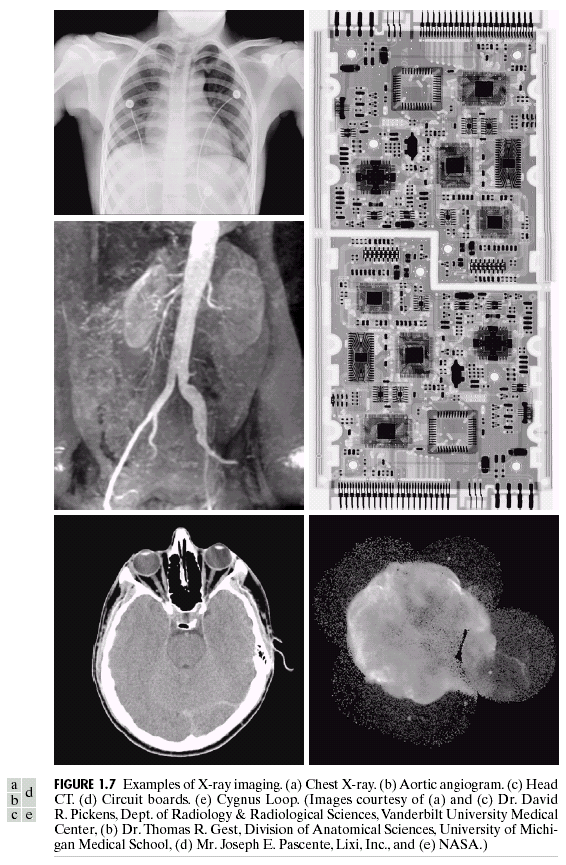 a
b
c
d
e
FIGURE 1.7 Examples of X-ray imaging. (a) Chest X-ray. (b) Aortic angiogram. (c) Head
CT. (d) Circuit boards. (e) Cygnus Loop. (Images courtesy of (a) and (c) Dr. David
R. Pickens, Dept. of Radiology & Radiological Sciences, Vanderbilt University Medical
Center, (b) Dr. Thomas R. Gest, Division of Anatomical Sciences, University of Michi-
gan Medical School, (d) Mr. Joseph E. Pascente, Lixi, Inc., and (e) NASA.)